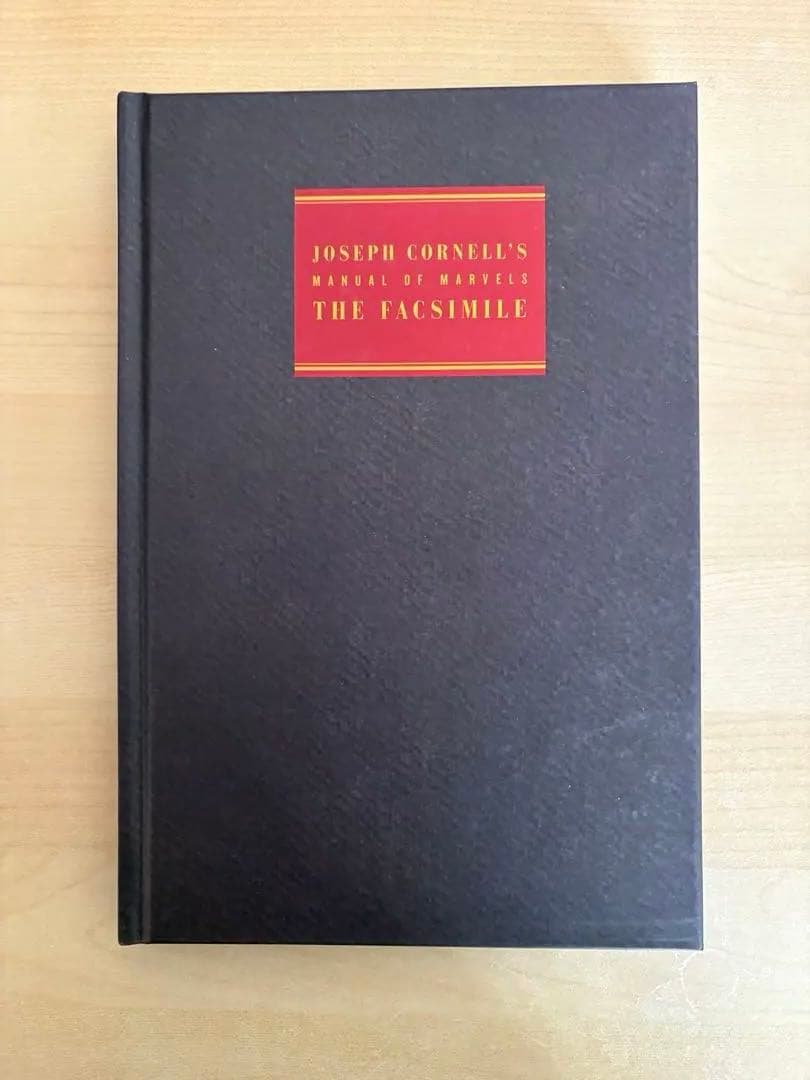 JOSEPH CORNELL'S
MANUAL OF MARVELS
THE FACSIMILE